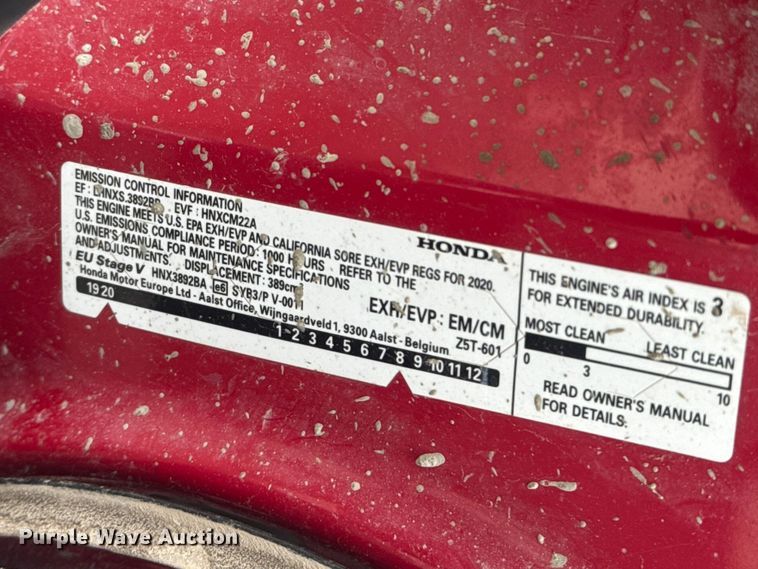 EMISSION CONTROL INFORMATION
EF: LHNXS.3892BB EVF: HNXCM22A
THIS ENGINE MEETS U.S. EPA EXH/EVP AND CALIFORNIA SORE EXH/EVP REGS FOR 2020.
U.S. EMISSIONS COMPLIANCE PERIOD: 1000 HOURS REFER TO THE
OWNER'S MANUAL FOR MAINTENANCE SPECIFICATIONS
AND ADJUSTMENTS. DISPLACEMENT: 389cm³
EU Stage V HNX3892BA e6 SYB3/P V-0011
Honda Motor Europe Ltd - Aalst Office, Wijngaardveld 1, 9300 Aalst - Belgium
HONDA
EXH/EVP: EM/CM
Z5T-601
19 20
1 2 3 4 5 6 7 8 9 10 11 12
THIS ENGINE'S AIR INDEX IS 3
FOR EXTENDED DURABILITY.
MOST CLEAN LEAST CLEAN
0 3 10
READ OWNER'S MANUAL
FOR DETAILS.
Purple Wave Auction